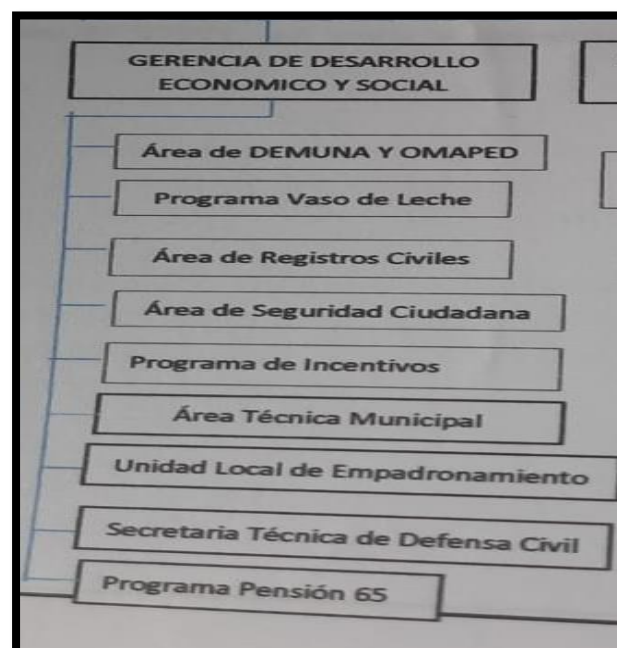 GERENCIA DE DESARROLLO
ECONOMICO Y SOCIAL
Área de DEMUNA Y OMAPED
Programa Vaso de Leche
Área de Registros Civiles
Área de Seguridad Ciudadana
Programa de Incentivos
Área Técnica Municipal
Unidad Local de Empadronamiento
Secretaria Técnica de Defensa Civil
Programa Pensión 65